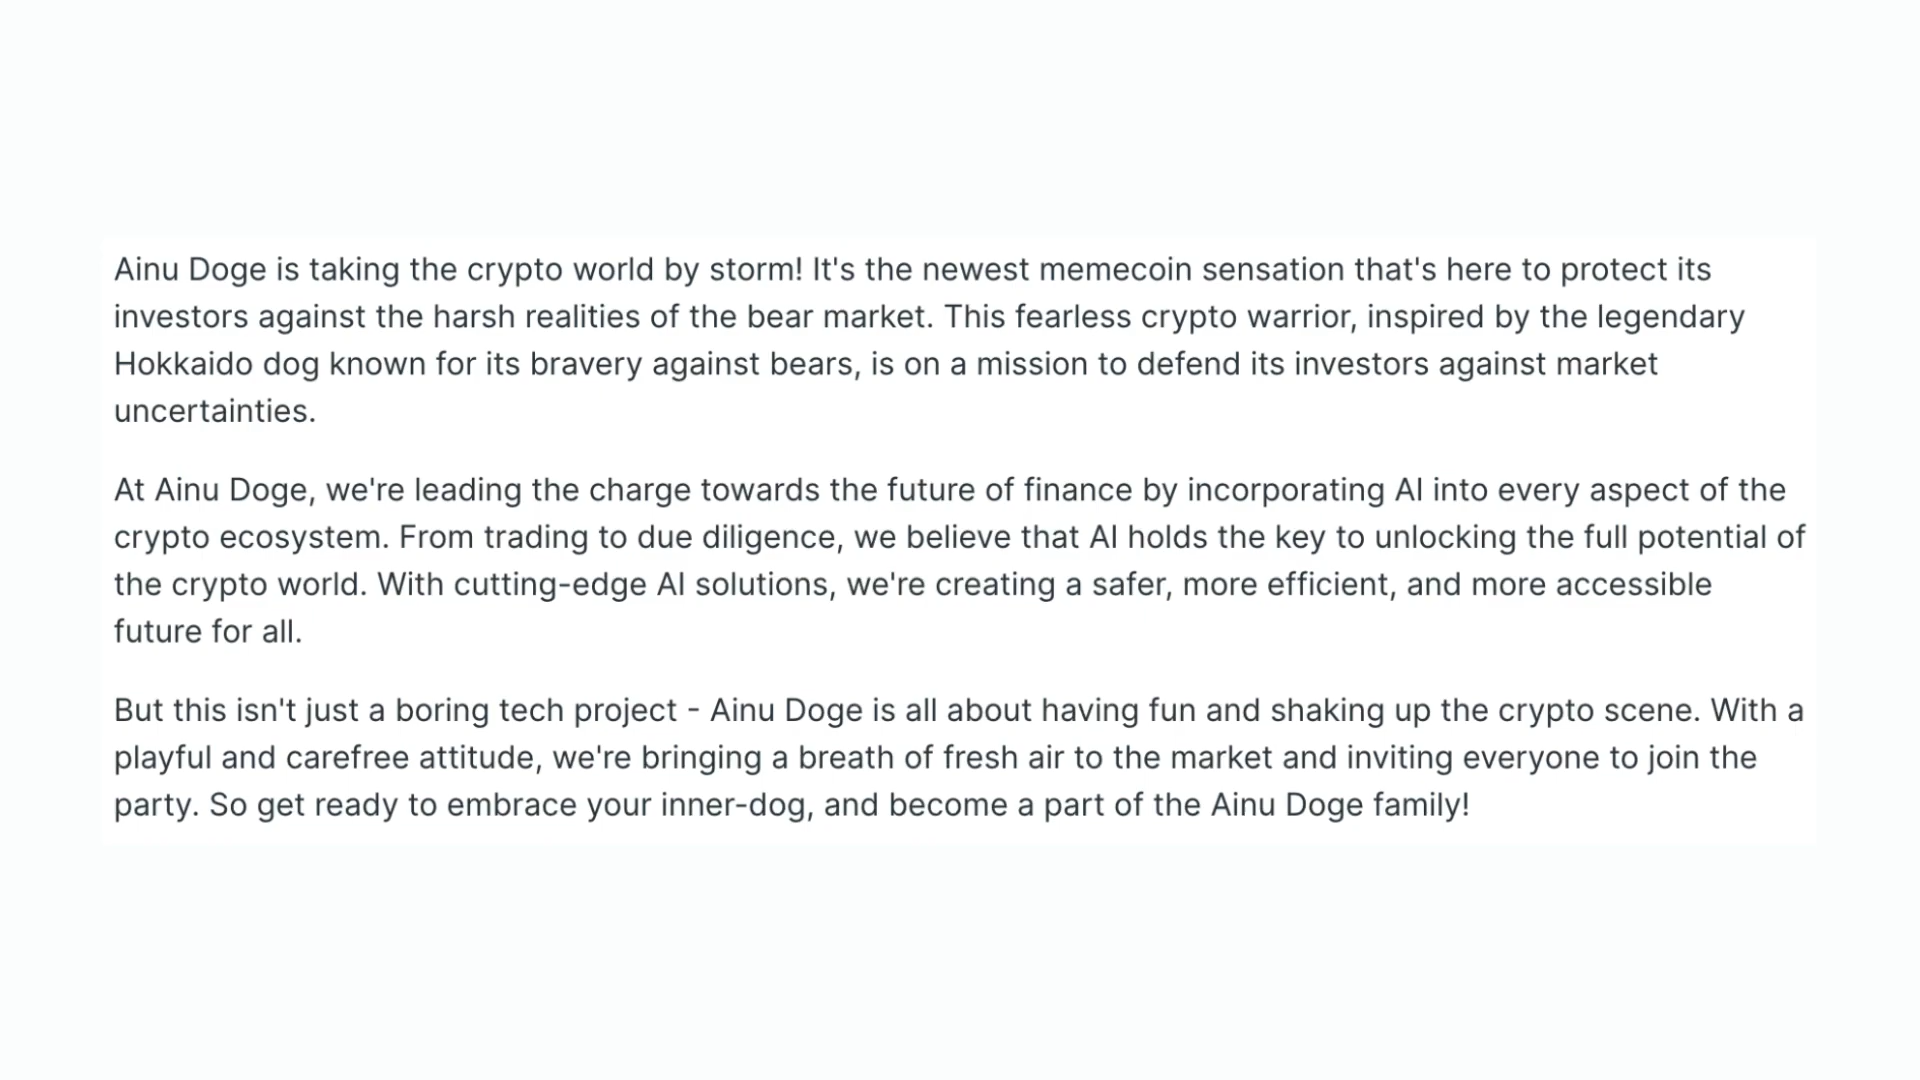 Ainu Doge is taking the crypto world by storm! It's the newest memecoin sensation that's here to protect its
investors against the harsh realities of the bear market. This fearless crypto warrior, inspired by the legendary
Hokkaido dog known for its bravery against bears, is on a mission to defend its investors against market
uncertainties.
At Ainu Doge, we're leading the charge towards the future of finance by incorporating AI into every aspect of the
crypto ecosystem. From trading to due diligence, we believe that AI holds the key to unlocking the full potential of
the crypto world. With cutting-edge AI solutions, we're creating a safer, more efficient, and more accessible
future for all.
But this isn't just a boring tech project - Ainu Doge is all about having fun and shaking up the crypto scene. With a
playful and carefree attitude, we're bringing a breath of fresh air to the market and inviting everyone to join the
party. So get ready to embrace your inner-dog, and become a part of the Ainu Doge family!